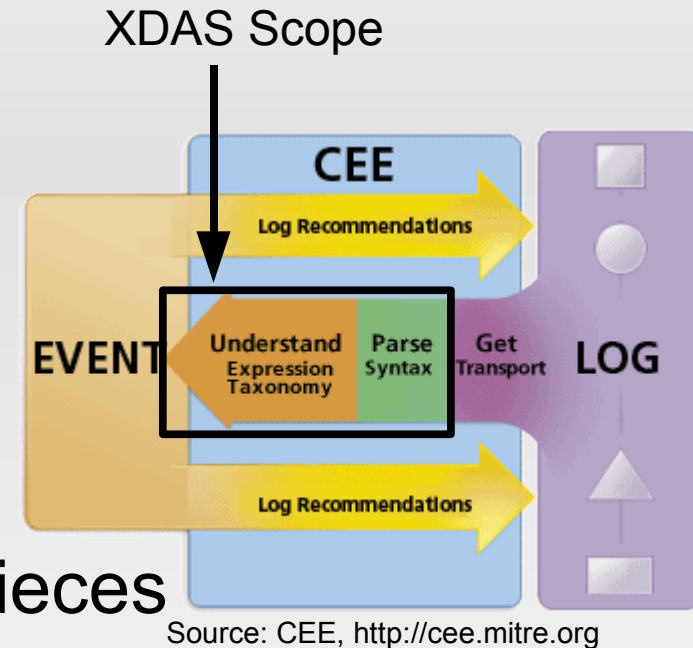 XDAS Scope
CEE
Log Recommendations
EVENT
Understand
Expression
Taxonomy
Parse
Syntax
Get
Transport
LOG
Log Recommendations
ieces
Source: CEE, http://cee.mitre.org